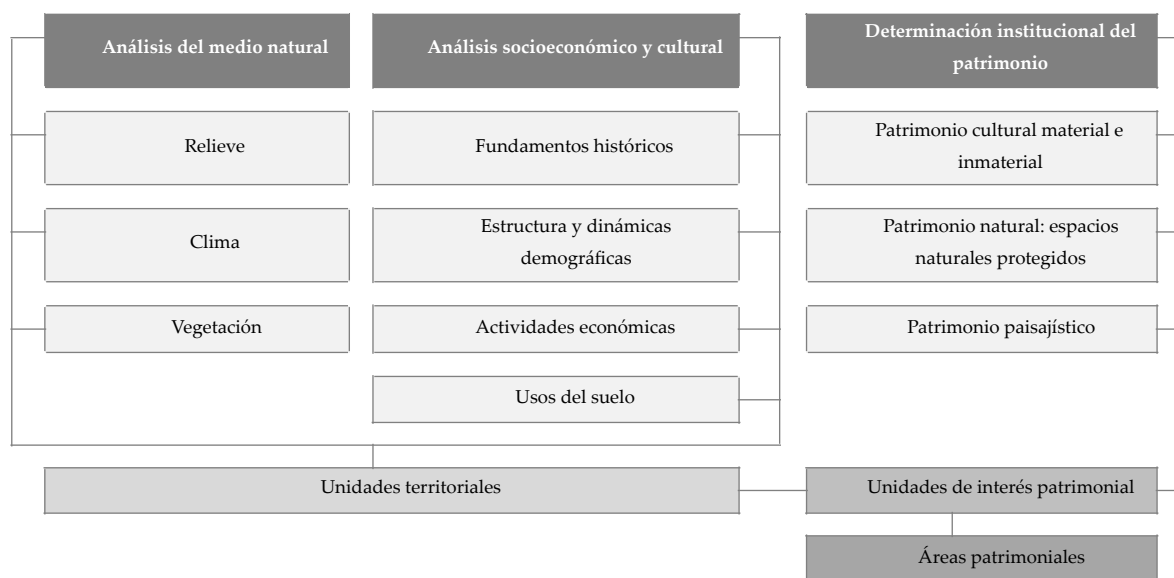 Análisis del medio natural
Análisis socioeconómico y cultural
Determinación institucional del
patrimonio
Relieve
Fundamentos históricos
Patrimonio cultural material e
inmaterial
Clima
Estructura y dinámicas
demográficas
Patrimonio natural: espacios
naturales protegidos
Vegetación
Actividades económicas
Patrimonio paisajístico
Usos del suelo
Unidades territoriales
Unidades de interés patrimonial
Áreas patrimoniales